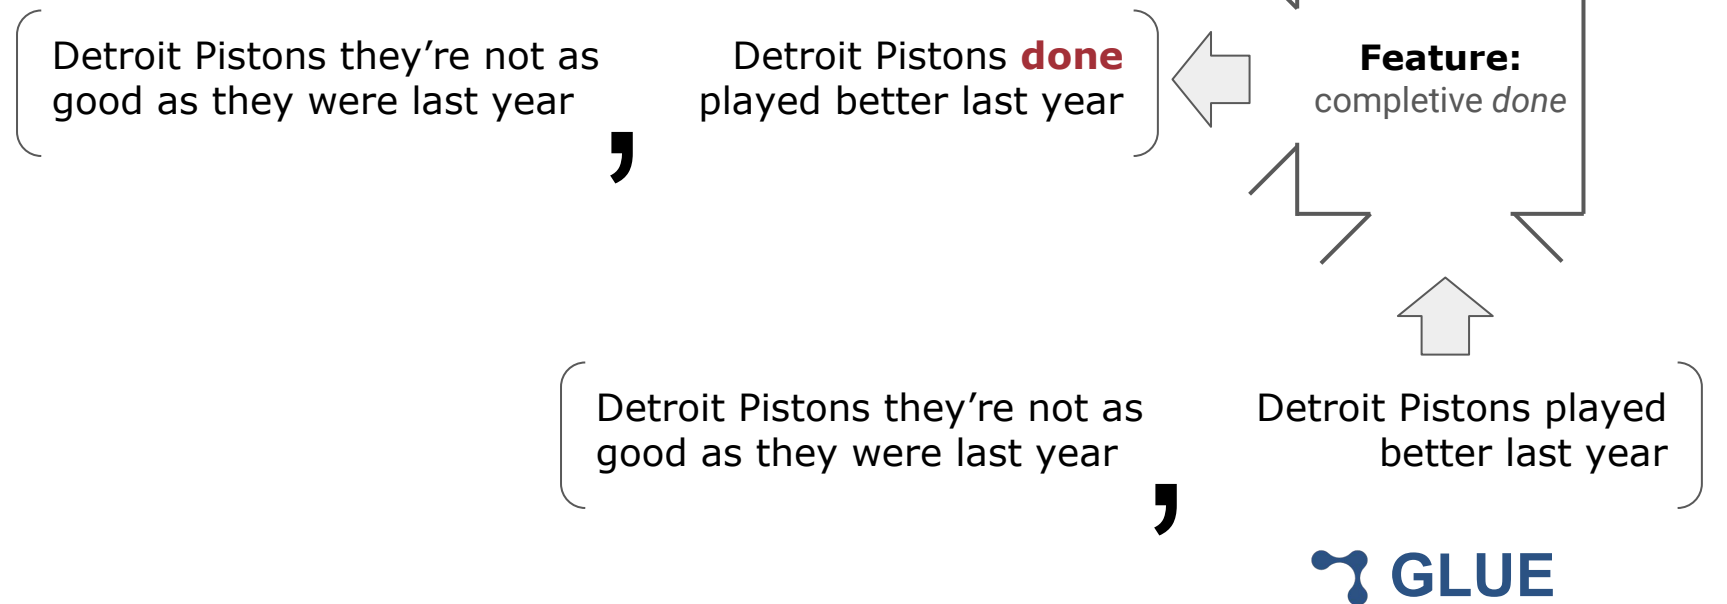 Detroit Pistons they’re not as
good as they were last year
,
Detroit Pistons done
played better last year
Feature:
completive done
Detroit Pistons they’re not as
good as they were last year
,
Detroit Pistons played
better last year
GLUE